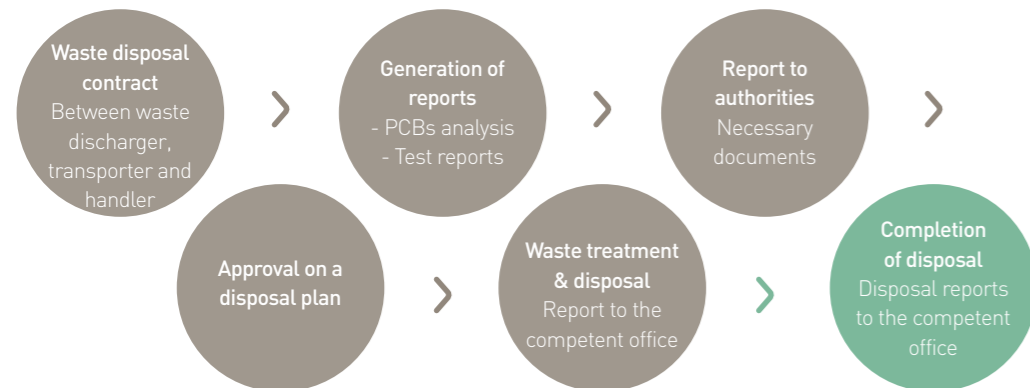 Waste disposal
contract
Between waste
discharger,
transporter and
handler
Generation of
reports
- PCBs analysis
- Test reports
Report to
authorities
Necessary
documents
Approval on a
disposal plan
Waste treatment
& disposal
Report to the
competent office
Completion
of disposal
Disposal reports
to the competent
office